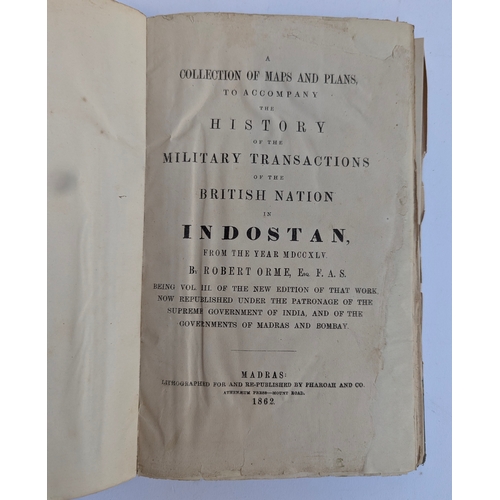 A
COLLECTION OF MAPS AND PLANS,
TO ACCOMPANY
THE
HISTORY
OF THE
MILITARY TRANSACTIONS
OF THE
BRITISH NATION
IN
INDOSTAN,
FROM THE YEAR MDCCXLV.
By ROBERT ORME, Esq. F. A. S.
BEING VOL III. OF THE NEW EDITION OF THAT WORK
NOW REPUBLISHED UNDER THE PATRONAGE OF THE
SUPREME GOVERNMENT OF INDIA, AND OF THE
GOVERNMENTS OF MADRAS AND BOMBAY.
MADRAS:
LITHOGRAPHED FOR AND RE-PUBLISHED BY PHAROAH AND CO.
ATHENÆUM PRESS—MOUNT ROAD.
1862.